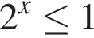 2^x ≤ 1